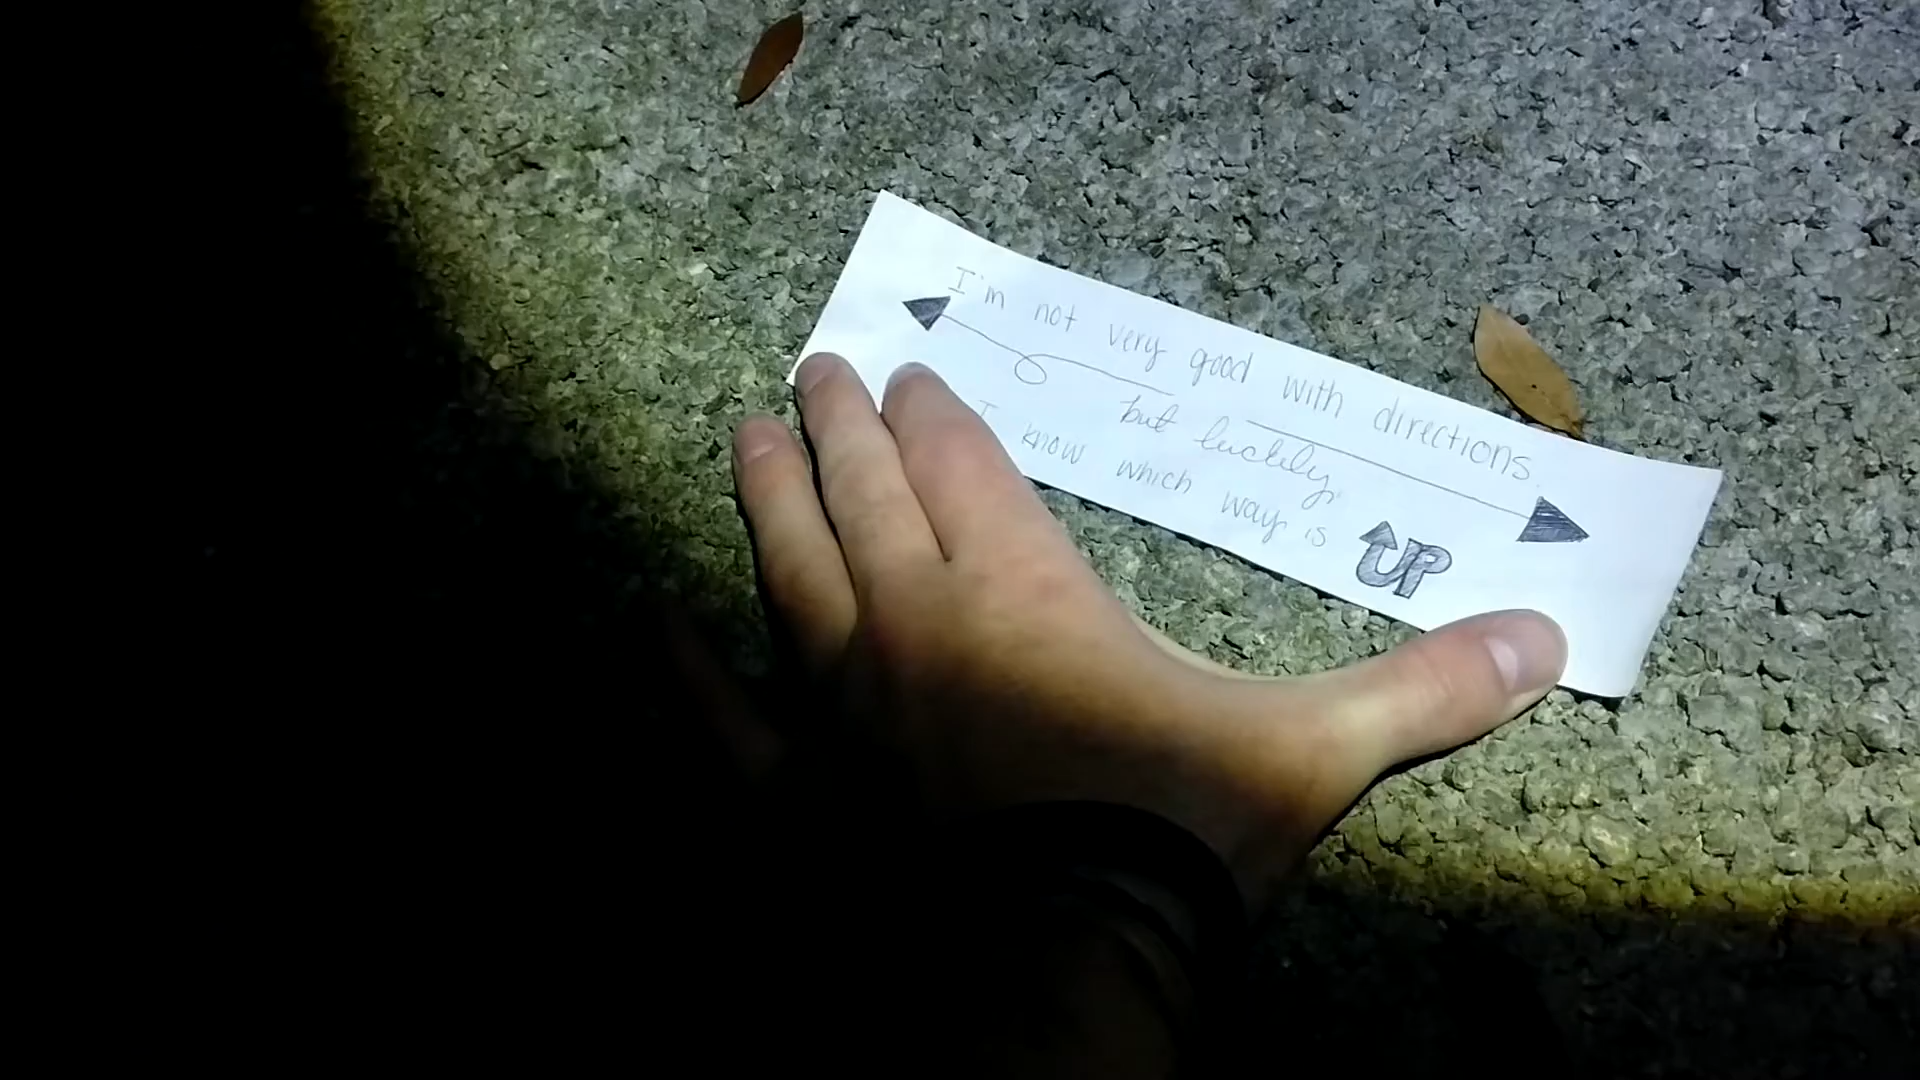 I'm not very good with directions.
but luckily,
I know which way is UP